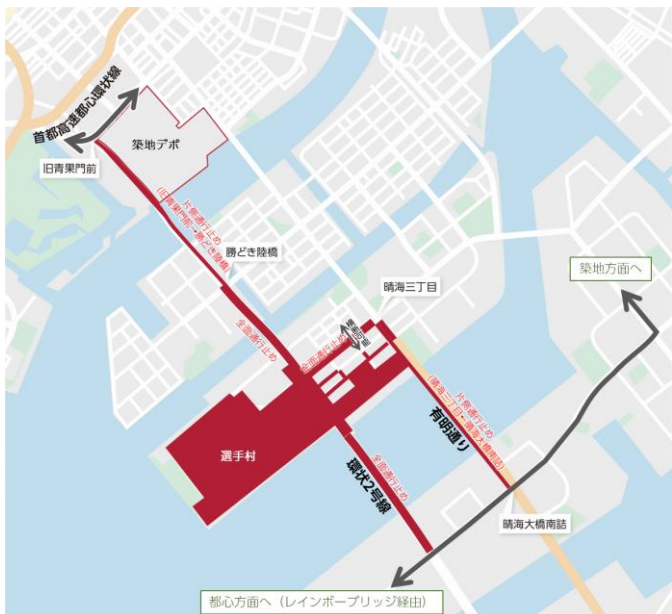 首都高速都心環状線
築地デポ
旧青果門前
片側通行止め
(旧青果門前→勝どき陸橋)
勝どき陸橋
築地方面へ
晴海三丁目
全面通行止め
全面通行止め
横断可能
片側通行止め
(晴海三丁目←晴海大橋南詰)
有明通り
選手村
全面通行止め
環状2号線
晴海大橋南詰
都心方面へ(レインボーブリッジ経由)